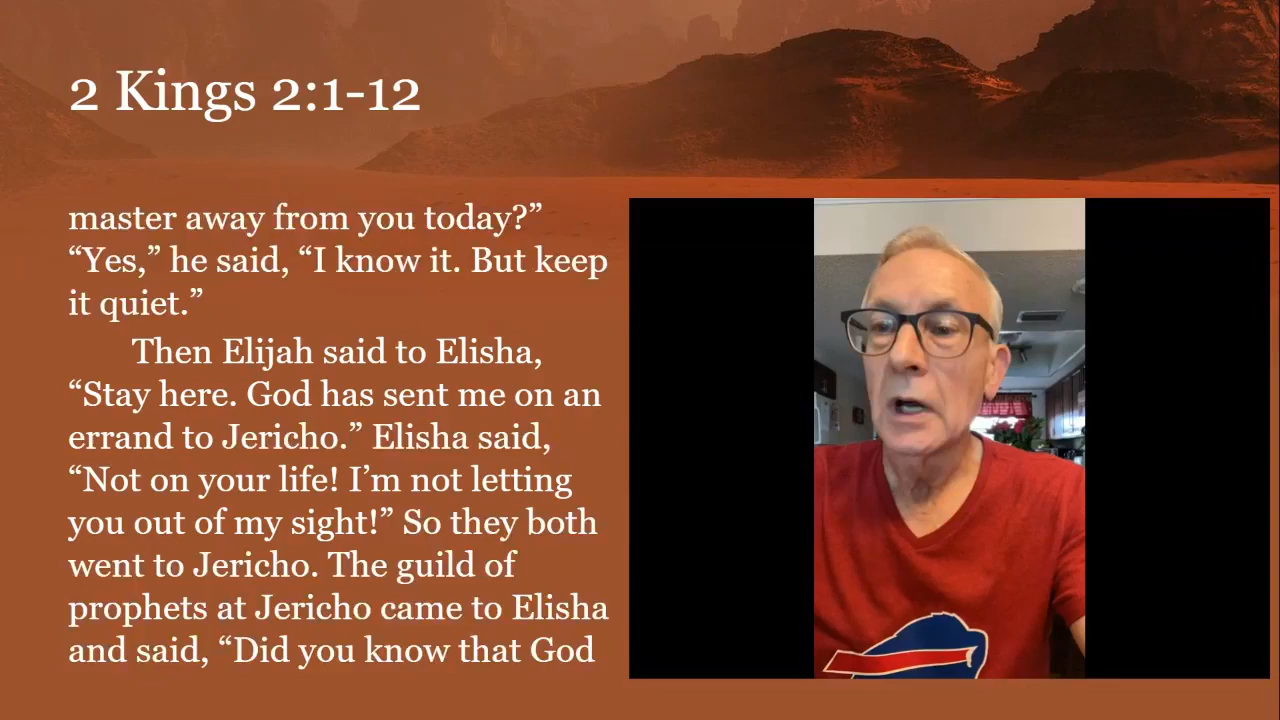 2 Kings 2:1-12
master away from you today?”
“Yes,” he said, “I know it. But keep
it quiet.”
Then Elijah said to Elisha,
“Stay here. God has sent me on an
errand to Jericho.” Elisha said,
“Not on your life! I’m not letting
you out of my sight!” So they both
went to Jericho. The guild of
prophets at Jericho came to Elisha
and said, “Did you know that God